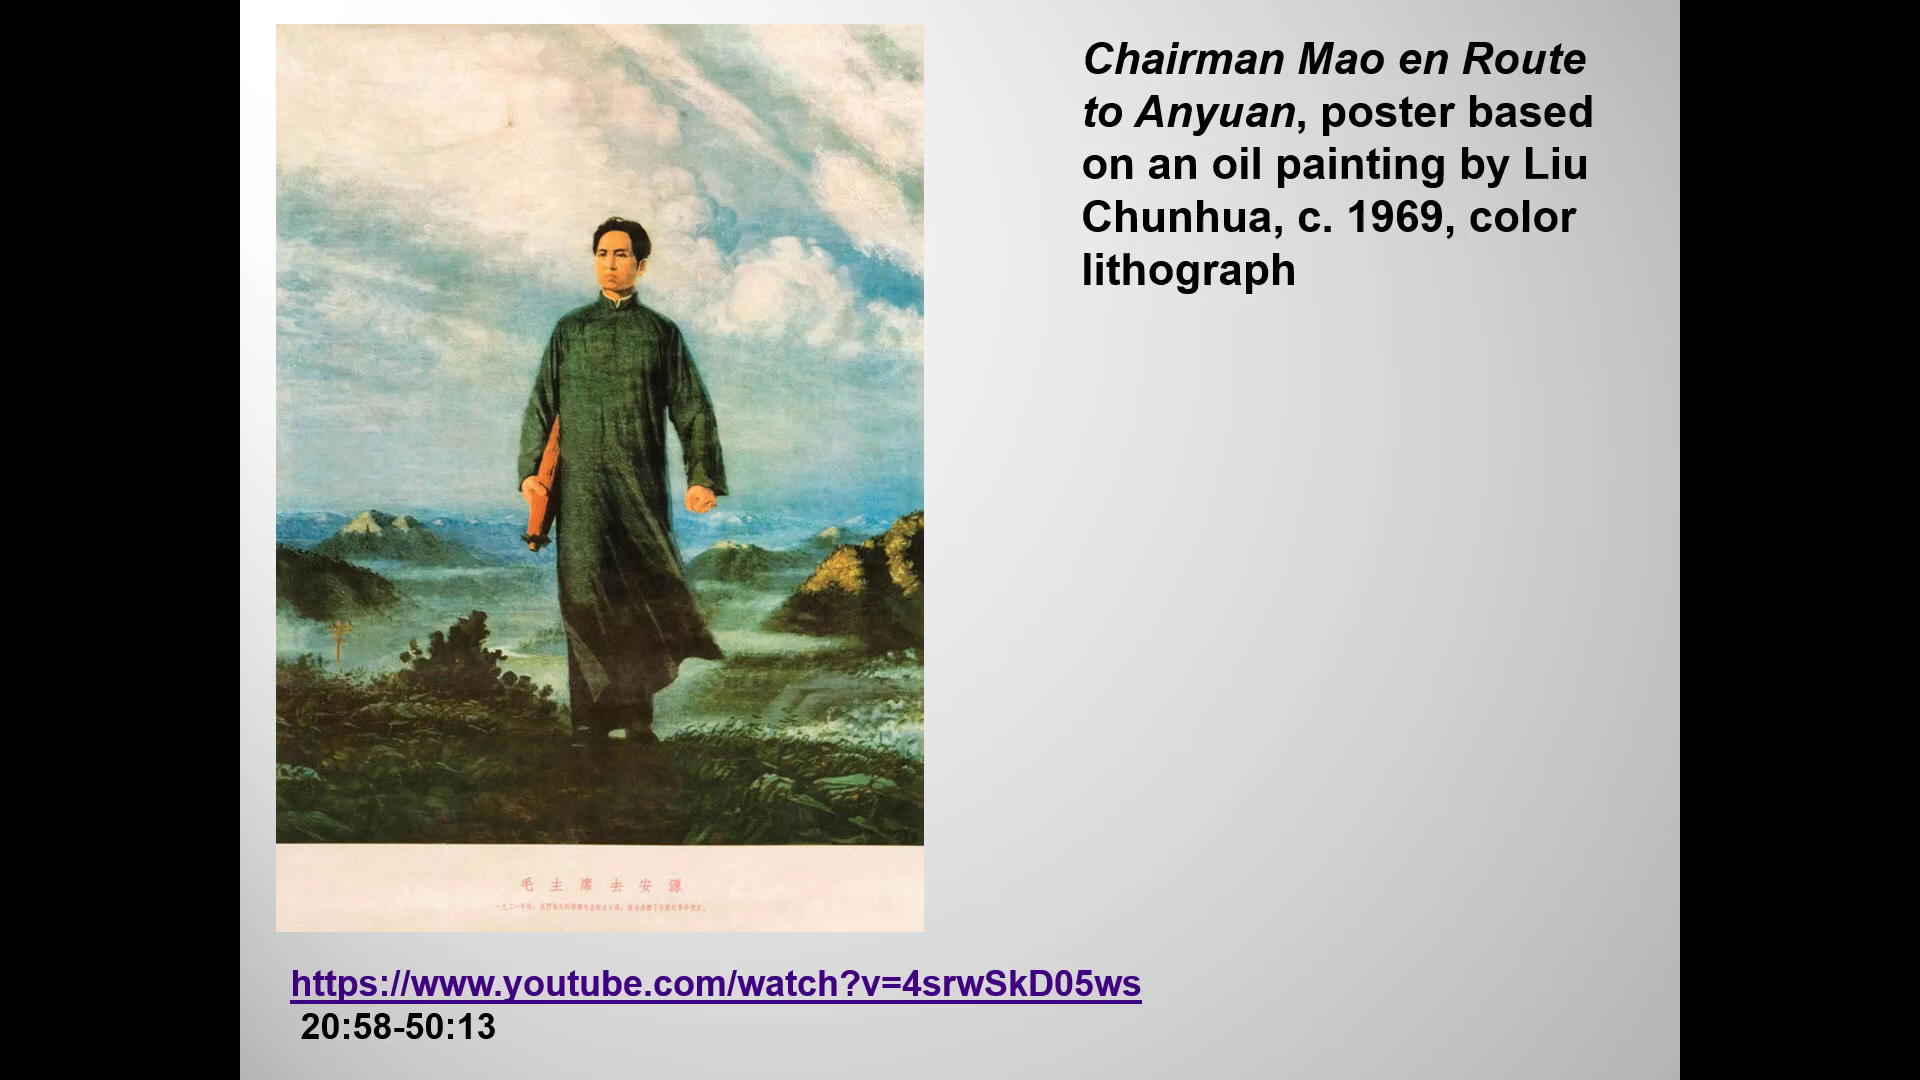 Chairman Mao en Route
to Anyuan, poster based
on an oil painting by Liu
Chunhua, c. 1969, color
lithograph
毛主席去安源
https://www.youtube.com/watch?v=4srwSkD05ws
20:58-50:13